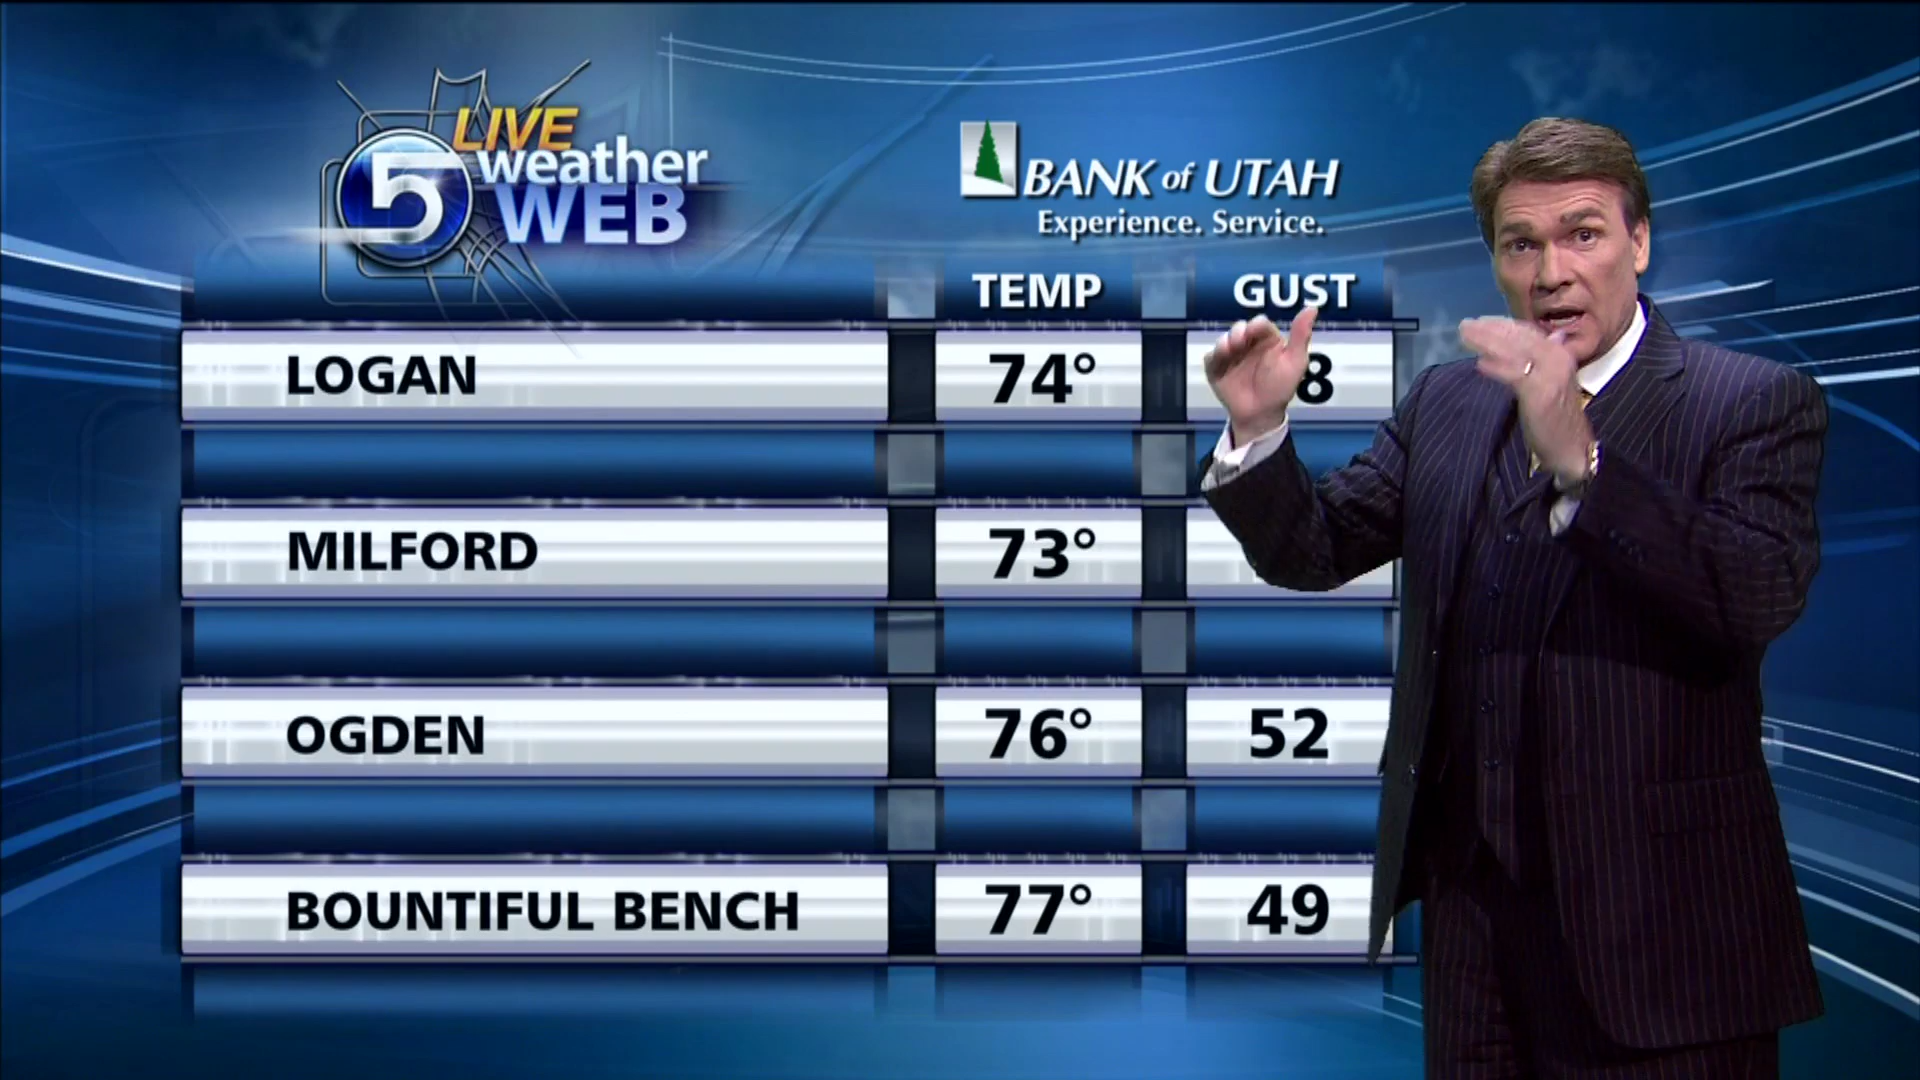 LIVE
5 weather
WEB
BANK of UTAH
Experience. Service.
TEMP GUST
LOGAN 74°
MILFORD 73°
OGDEN 76° 52
BOUNTIFUL BENCH 77° 49